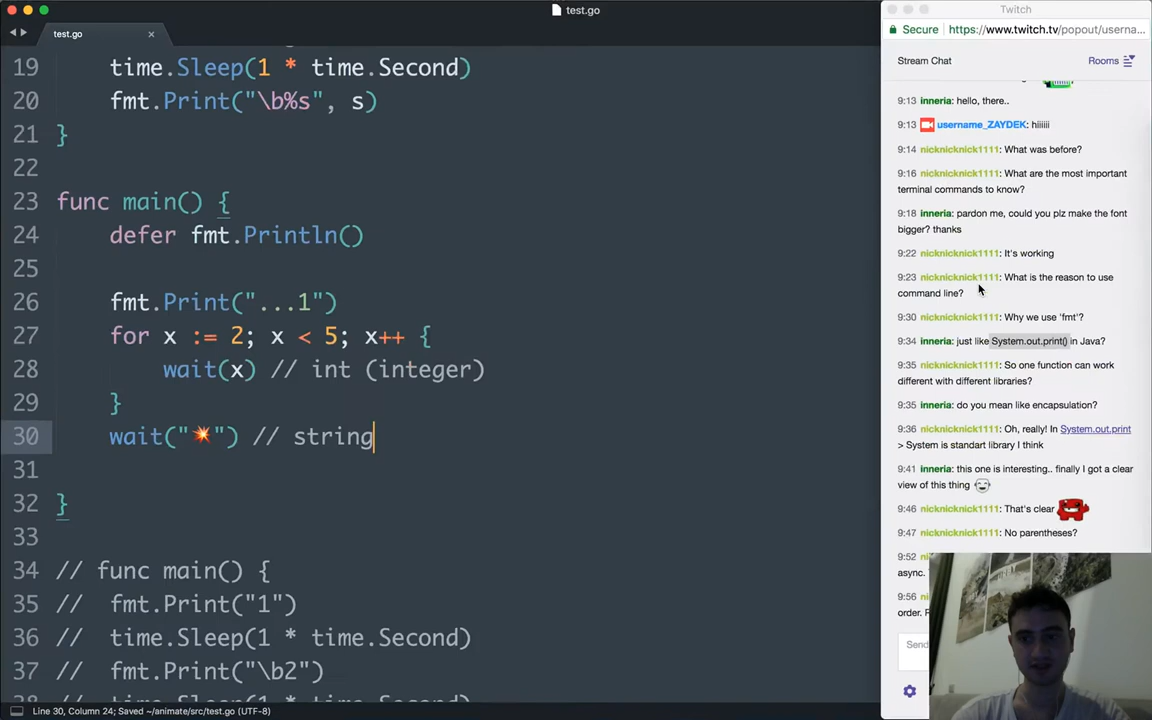 test.go
test.go
19 time.Sleep(1 * time.Second)
20 fmt.Print("\b%s", s)
21 }
22
23 func main() {
24 defer fmt.Println()
25
26 fmt.Print("...1")
27 for x := 2; x < 5; x++ {
28 wait(x) // int (integer)
29 }
30 wait("💥") // string
31
32 }
33
34 // func main() {
35 // fmt.Print("1")
36 // time.Sleep(1 * time.Second)
37 // fmt.Print("\b2")
Line 30, Column 24; Saved ~/animate/src/test.go (UTF-8)
Twitch
Secure https://www.twitch.tv/popout/userna...
Stream Chat Rooms
9:13 inneria: hello, there..
9:13 username_ZAYDEK: hiiiiii
9:14 nicknicknick1111: What was before?
9:16 nicknicknick1111: What are the most important
terminal commands to know?
9:18 inneria: pardon me, could you plz make the font
bigger? thanks
9:22 nicknicknick1111: It's working
9:23 nicknicknick1111: What is the reason to use
command line?
9:30 nicknicknick1111: Why we use 'fmt'?
9:34 inneria: just like System.out.print() in Java?
9:35 nicknicknick1111: So one function can work
different with different libraries?
9:35 inneria: do you mean like encapsulation?
9:36 nicknicknick1111: Oh, really! In System.out.print
> System is standart library I think
9:41 inneria: this one is interesting.. finally I got a clear
view of this thing
9:46 nicknicknick1111: That's clear
9:47 nicknicknick1111: No parentheses?
9:52
async.
9:56
order.
Send